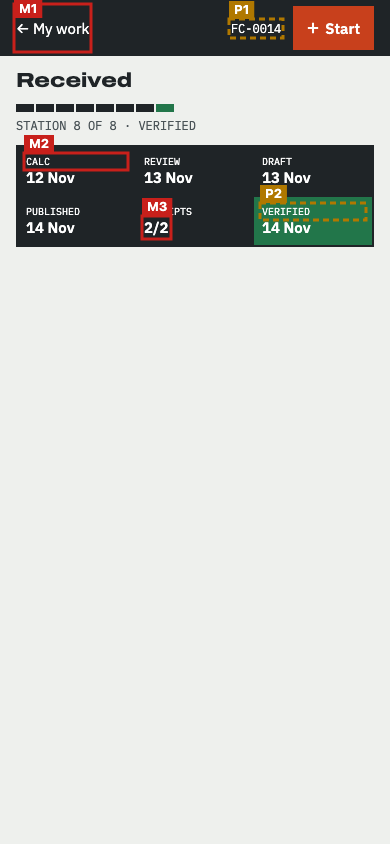 M1
← My work
P1
FC-0014
+ Start
Received
STATION 8 OF 8 · VERIFIED
M2
CALC
REVIEW
DRAFT
12 Nov
13 Nov
13 Nov
P2
M3
PUBLISHED
PTS
VERIFIED
14 Nov
2/2
14 Nov